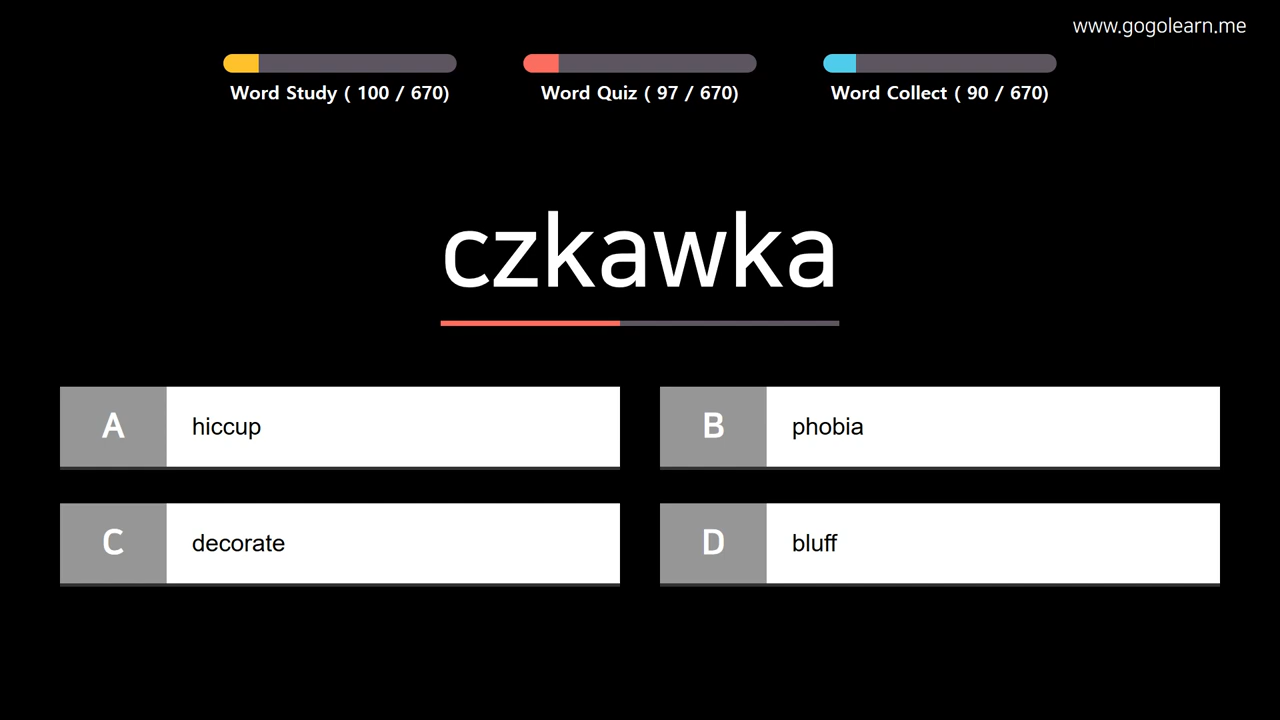 www.gogolearn.me
Word Study ( 100 / 670)
Word Quiz ( 97 / 670)
Word Collect ( 90 / 670)
czkawka
A hiccup
B phobia
C decorate
D bluff